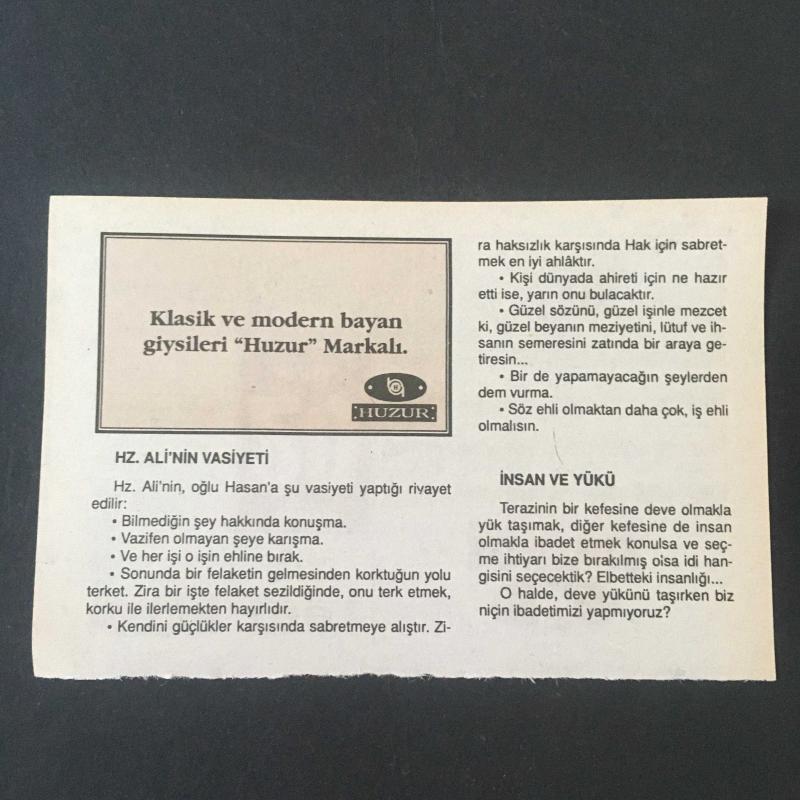 Klasik ve modern bayan
giysileri “Huzur” Markalı.
HUZUR
HZ. ALİ’NİN VASİYETİ
Hz. Ali’nin, oğlu Hasan’a şu vasiyeti yaptığı rivayet
edilir:
• Bilmediğin şey hakkında konuşma.
• Vazifen olmayan şeye karışma.
• Ve her işi o işin ehline bırak.
• Sonunda bir felaketin gelmesinden korktuğun yolu
terket. Zira bir işte felaket sezildiğinde, onu terk etmek,
korku ile ilerlemekten hayırlıdır.
• Kendini güçlükler karşısında sabretmeye alıştır. Zi-
ra haksızlık karşısında Hak için sabret-
mek en iyi ahlâktır.
• Kişi dünyada ahireti için ne hazır
etti ise, yarın onu bulacaktır.
• Güzel sözünü, güzel işinle mezcet
ki, güzel beyanın meziyetini, lütuf ve ih-
sanın semeresini zatında bir araya ge-
tiresin...
• Bir de yapamayacağın şeylerden
dem vurma.
• Söz ehli olmaktan daha çok, iş ehli
olmalısın.
İNSAN VE YÜKÜ
Terazinin bir kefesine deve olmakla
yük taşımak, diğer kefesine de insan
olmakla ibadet etmek konulsa ve seç-
me ihtiyarı bize bırakılmış olsa idi han-
gisini seçecektik? Elbetteki insanlığı...
O halde, deve yükünü taşırken biz
niçin ibadetimizi yapmıyoruz?